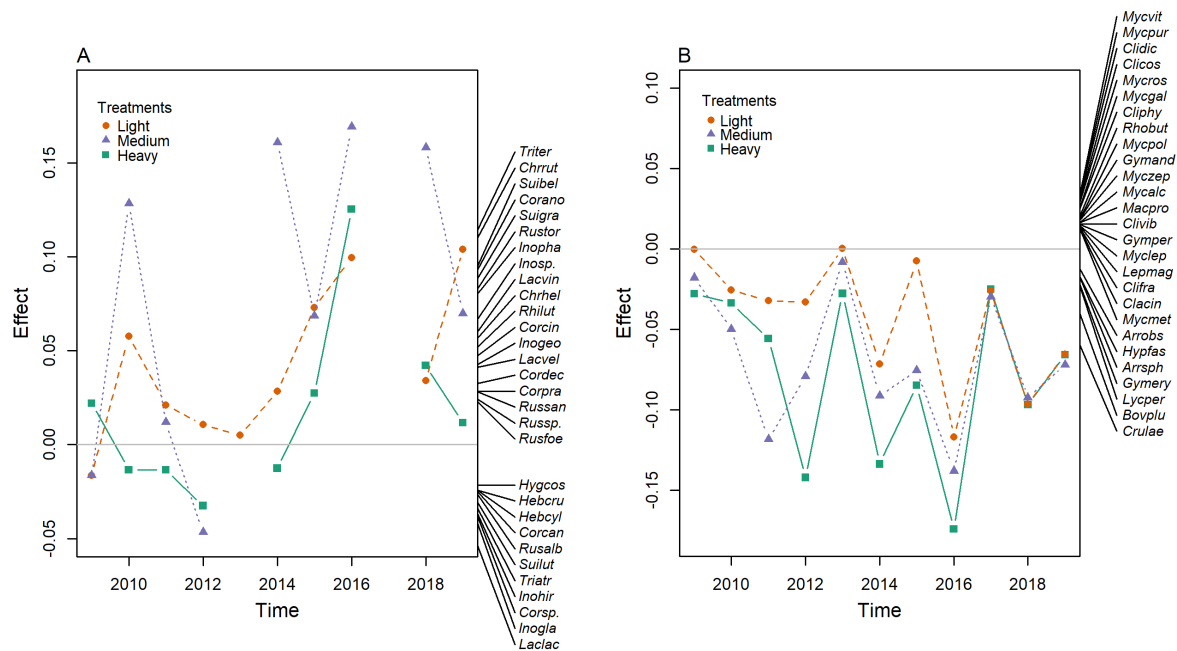 A
Treatments
Light
Medium
Heavy
Effect
0.15
0.10
0.05
0.00
-0.05
2010
2012
2014
2016
2018
Time
Triter
Chrrut
Suibel
Corano
Suigra
Rustor
Inopha
Inosp.
Lacvin
Chrhel
Rhilut
Corcin
Inogeo
Lacvel
Cordec
Corpra
Russan
Russp.
Rusfoe
Hygcos
Hebcru
Hebcyl
Corcan
Rusalb
Suilut
Triatr
Inohir
Corsp.
Inogla
Laclac
B
Treatments
Light
Medium
Heavy
Effect
0.10
0.05
0.00
-0.05
-0.10
-0.15
2010
2012
2014
2016
2018
Time
Mycvit
Mycpur
Clidic
Clicos
Mycros
Mycgal
Cliphy
Rhobut
Mycpol
Gymand
Myczep
Mycalc
Macpro
Clivib
Gymper
Myclep
Lepmag
Clifra
Clacin
Mycmet
Arrobs
Hypfas
Arrsph
Gymery
Lycper
Bovplu
Crulae